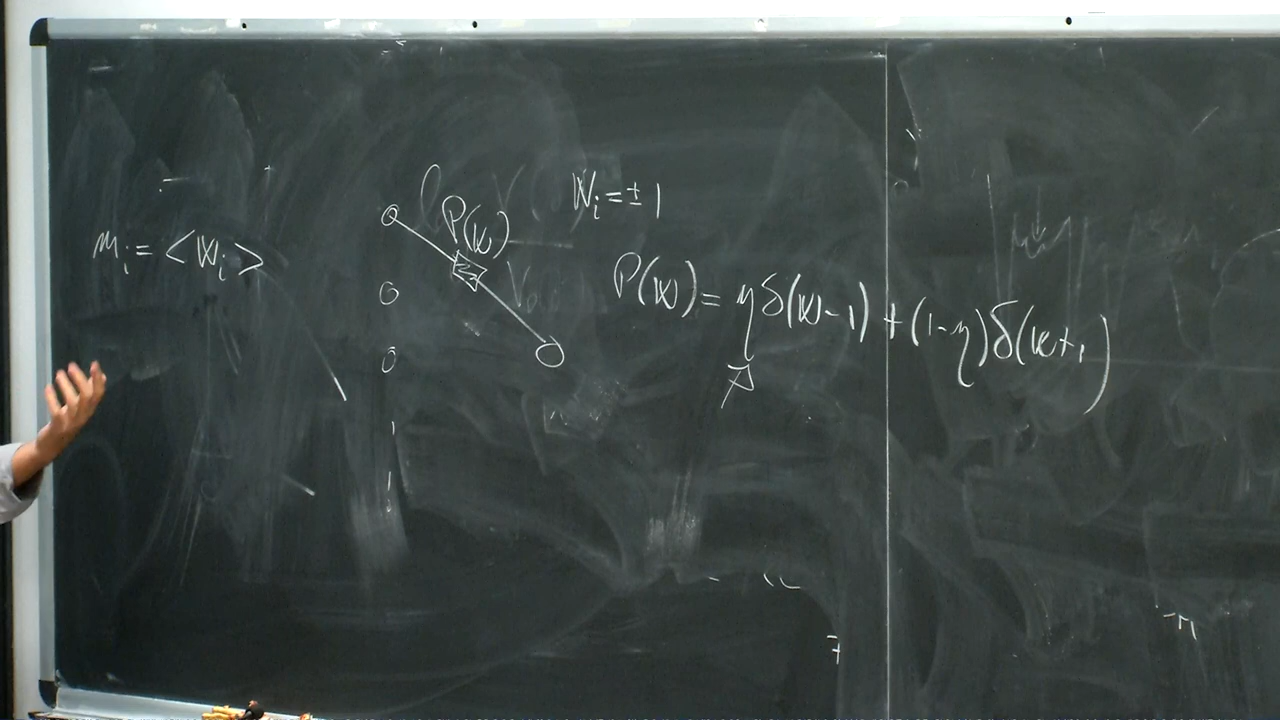 m_i = <W_i>
P(W)
W_i = ± 1
P(W) = η δ(W-1) + (1-η) δ(W+1)